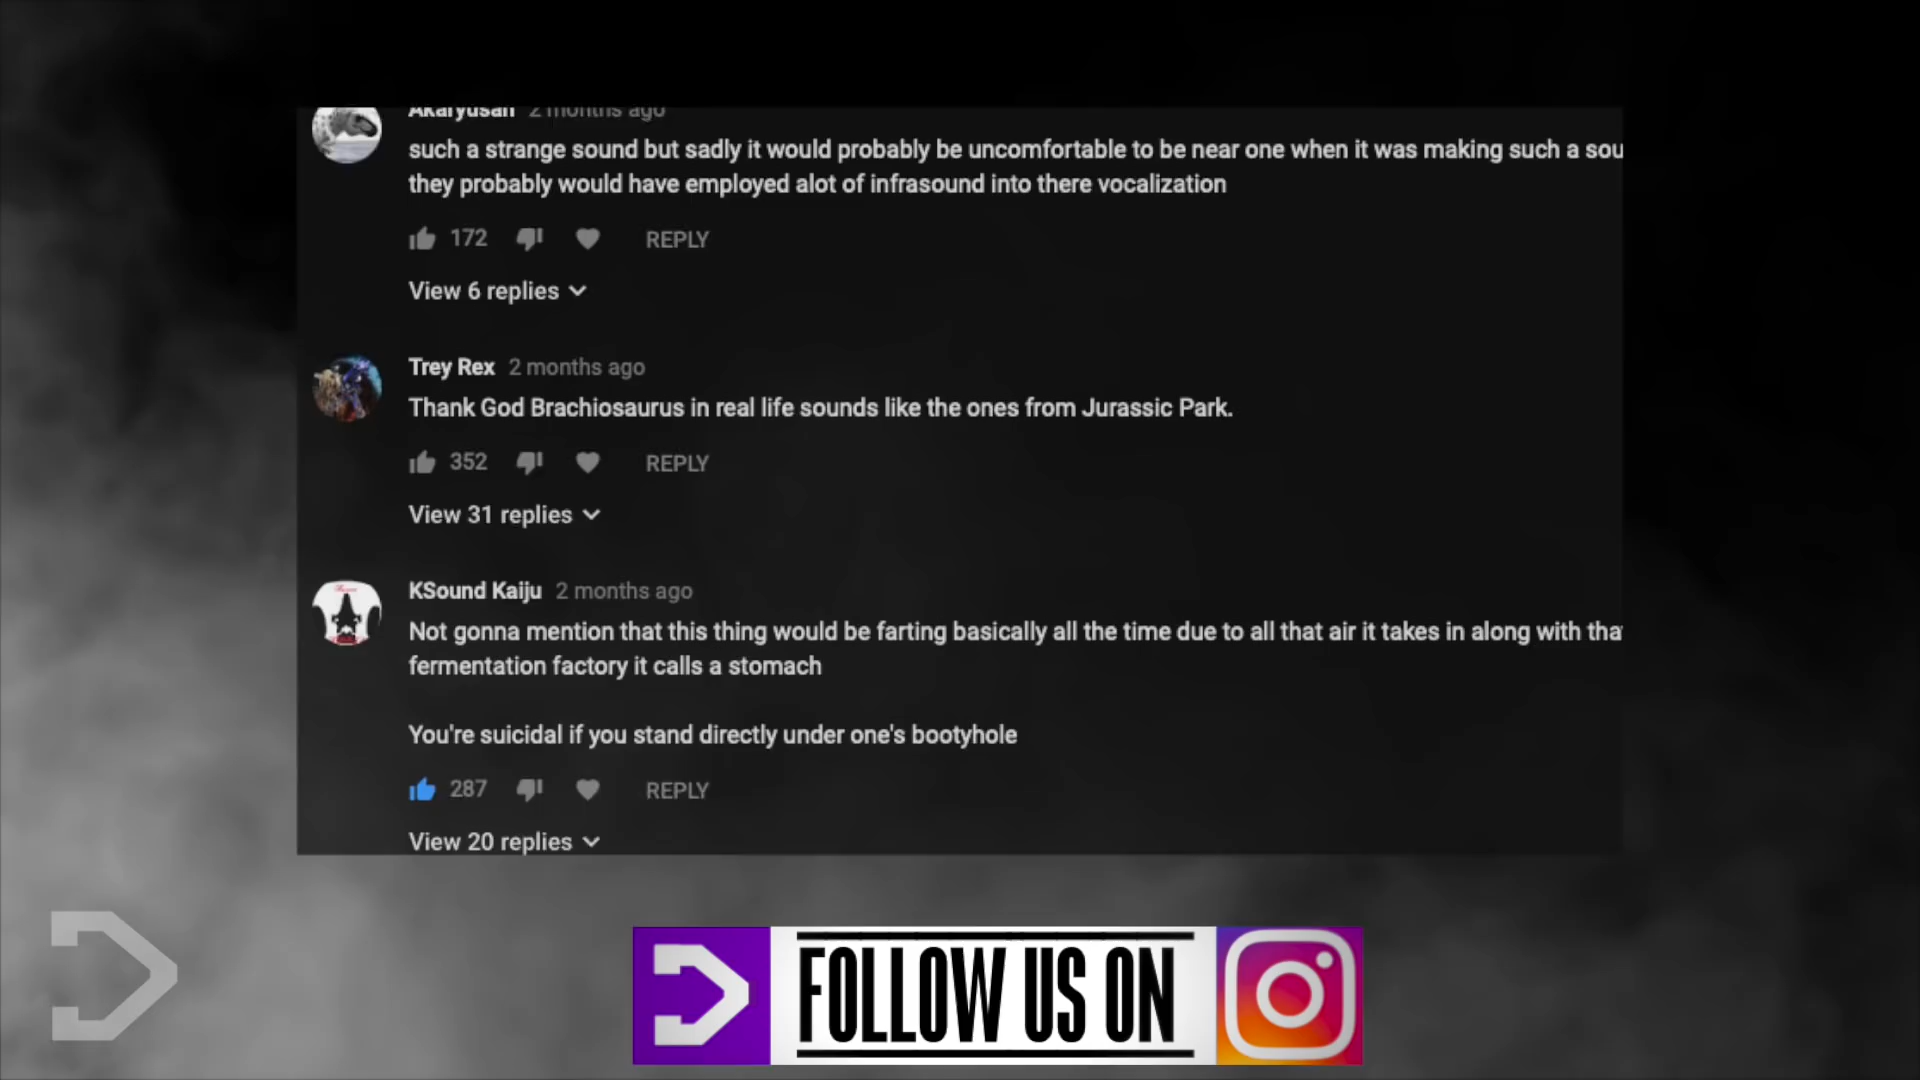 Akaryusan 2 months ago
such a strange sound but sadly it would probably be uncomfortable to be near one when it was making such a sou
they probably would have employed alot of infrasound into there vocalization
172 REPLY
View 6 replies
Trey Rex 2 months ago
Thank God Brachiosaurus in real life sounds like the ones from Jurassic Park.
352 REPLY
View 31 replies
KSound Kaiju 2 months ago
Not gonna mention that this thing would be farting basically all the time due to all that air it takes in along with tha
fermentation factory it calls a stomach
You're suicidal if you stand directly under one's bootyhole
287 REPLY
View 20 replies
FOLLOW US ON